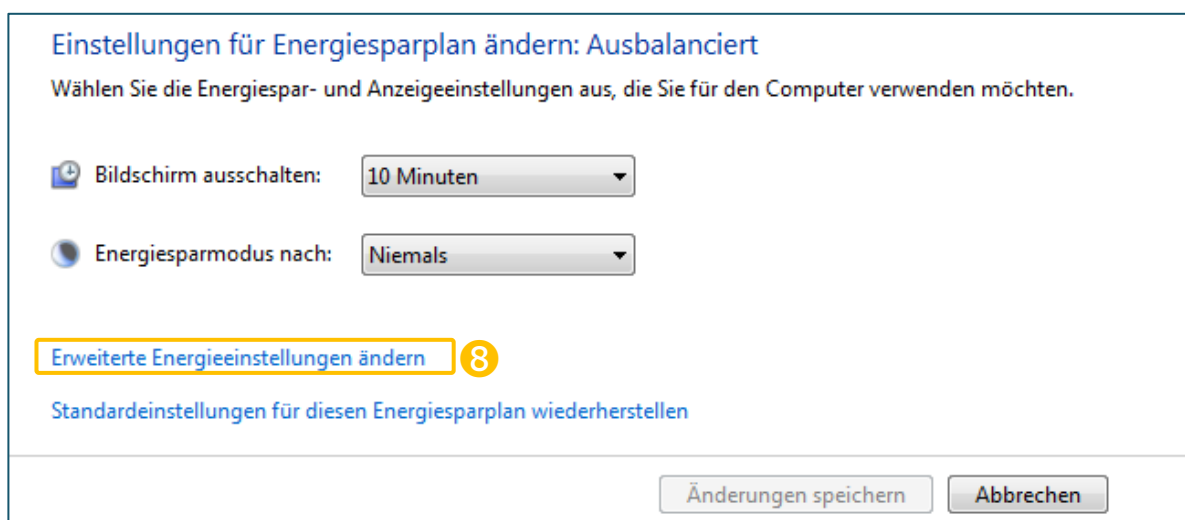 Einstellungen für Energiesparplan ändern: Ausbalanciert
Wählen Sie die Energiespar- und Anzeigeeinstellungen aus, die Sie für den Computer verwenden möchten.
Bildschirm ausschalten: 10 Minuten
Energiesparmodus nach: Niemals
Erweiterte Energieeinstellungen ändern 8
Standardeinstellungen für diesen Energiesparplan wiederherstellen
Änderungen speichern Abbrechen